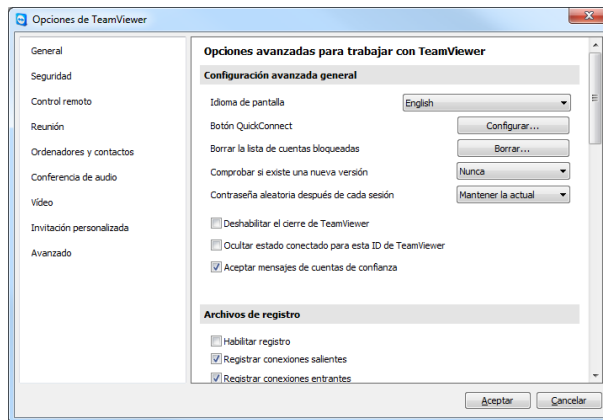 Opciones de TeamViewer
General
Seguridad
Control remoto
Reunión
Ordenadores y contactos
Conferencia de audio
Vídeo
Invitación personalizada
Avanzado
Opciones avanzadas para trabajar con TeamViewer
Configuración avanzada general
Idioma de pantalla English
Botón QuickConnect Configurar...
Borrar la lista de cuentas bloqueadas Borrar...
Comprobar si existe una nueva versión Nunca
Contraseña aleatoria después de cada sesión Mantener la actual
Deshabilitar el cierre de TeamViewer
Ocultar estado conectado para esta ID de TeamViewer
Aceptar mensajes de cuentas de confianza
Archivos de registro
Habilitar registro
Registrar conexiones salientes
Registrar conexiones entrantes
Aceptar Cancelar